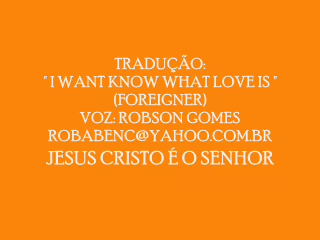 TRADUÇÃO:
" I WANT KNOW WHAT LOVE IS "
(FOREIGNER)
VOZ: ROBSON GOMES
ROBABENC@YAHOO.COM.BR
JESUS CRISTO É O SENHOR